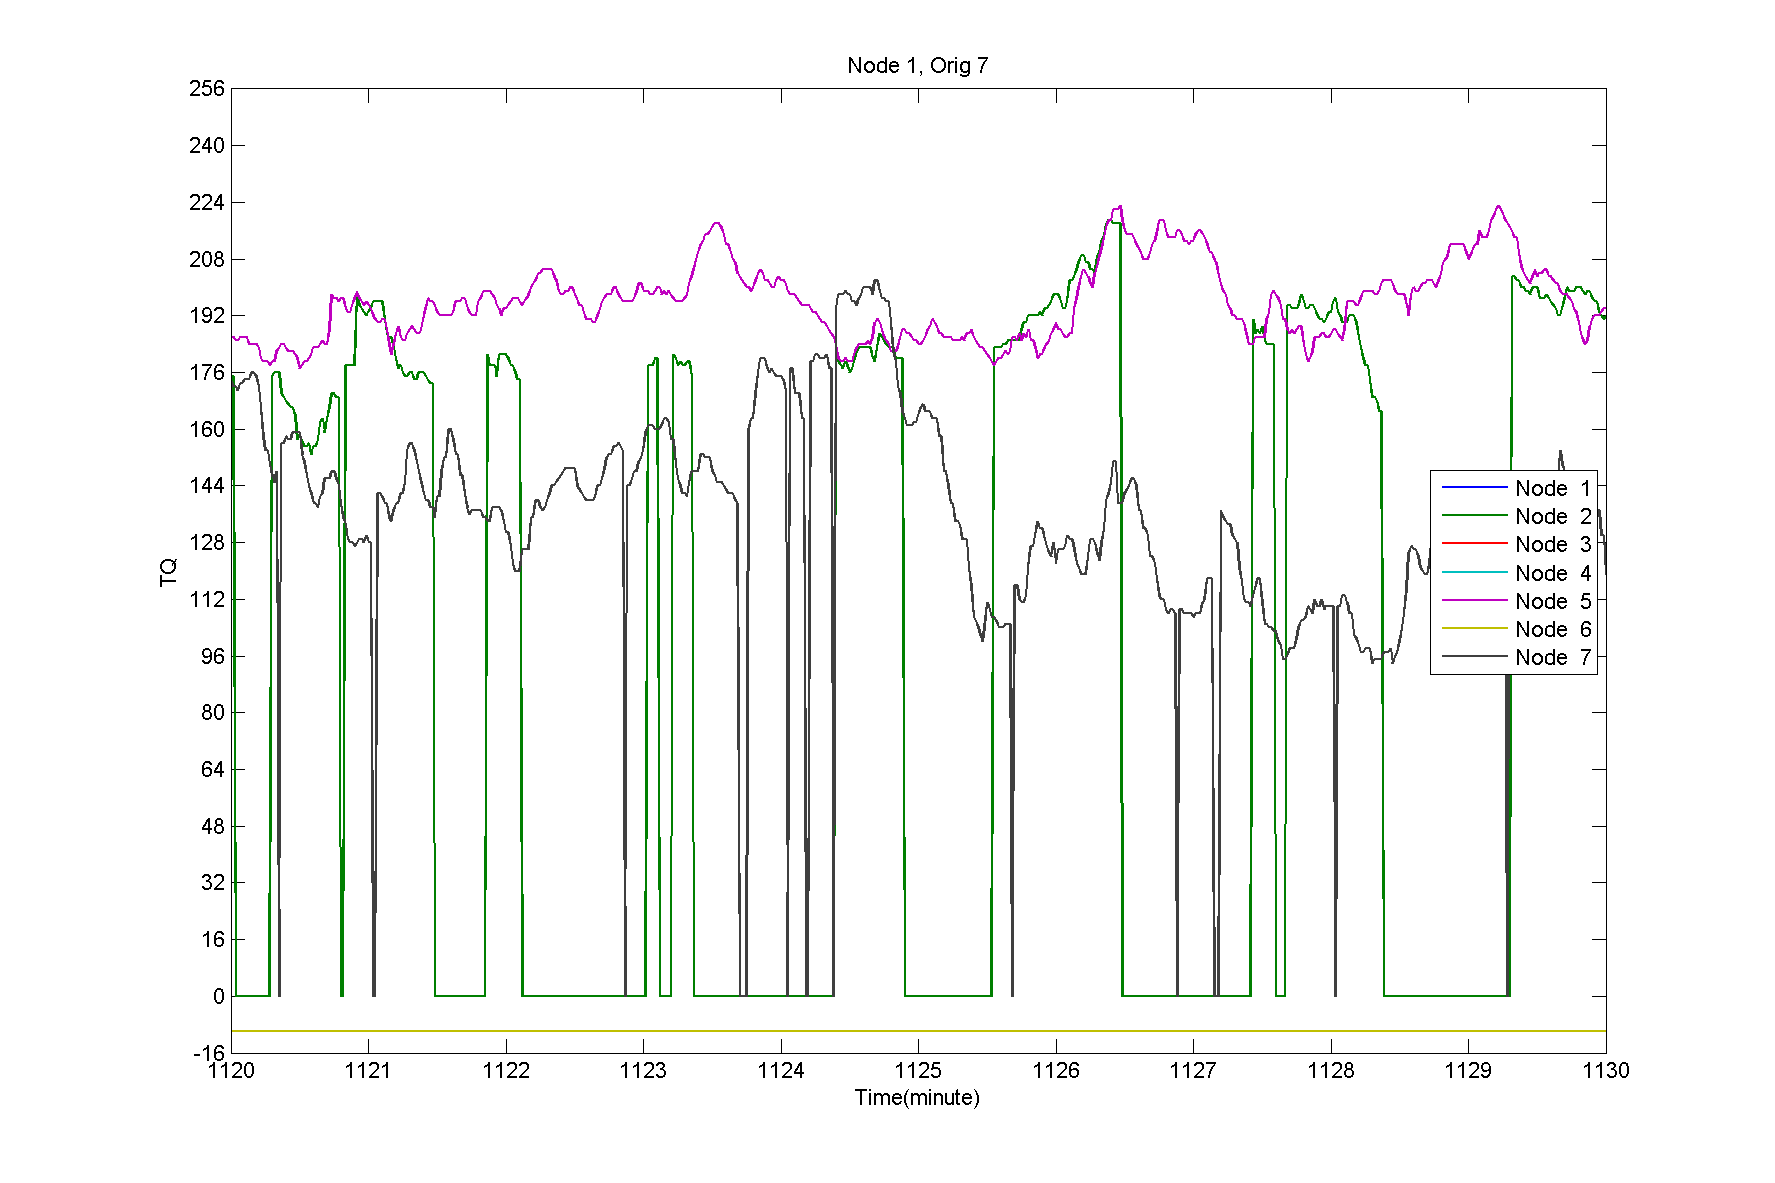 Node 1, Orig 7
256
240
224
208
192
176
160
144
128
112
96
80
64
48
32
16
0
-16
TQ
Node 1
Node 2
Node 3
Node 4
Node 5
Node 6
Node 7
1120 1121 1122 1123 1124 1125 1126 1127 1128 1129 1130
Time(minute)